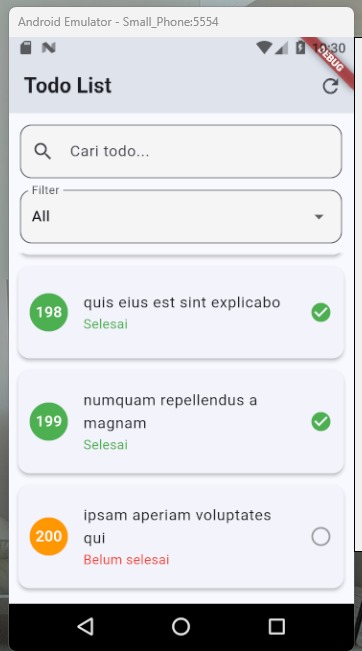 Android Emulator - Small_Phone:5554
10:30
DEBUG
Todo List
Cari todo...
Filter
All
198
quis eius est sint explicabo
Selesai
199
numquam repellendus a
magnam
Selesai
200
ipsam aperiam voluptates
qui
Belum selesai